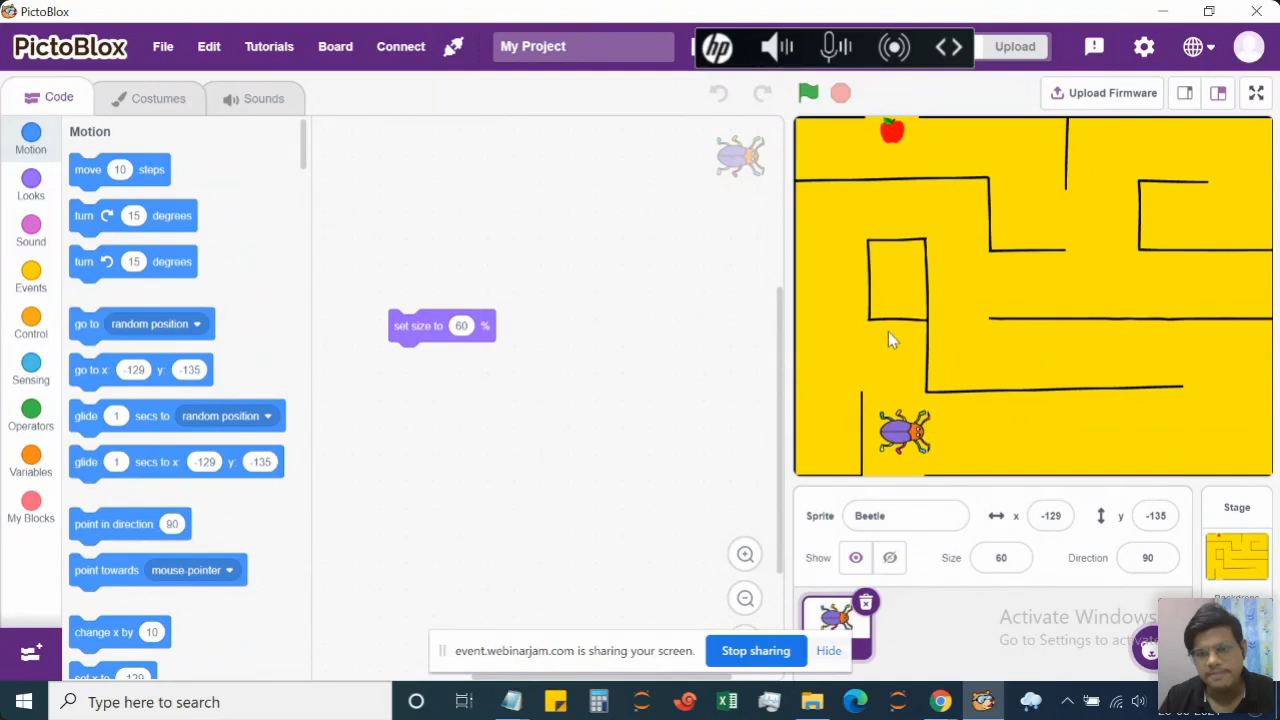 PictoBlox
PictoBlox
File
Edit
Tutorials
Board
Connect
My Project
hp
Upload
Code
Costumes
Sounds
Upload Firmware
Motion
Looks
Sound
Events
Control
Sensing
Operators
Variables
My Blocks
Motion
move 10 steps
turn 15 degrees
turn 15 degrees
go to random position
go to x: -129 y: -135
glide 1 secs to random position
glide 1 secs to x: -129 y: -135
point in direction 90
point towards mouse-pointer
change x by 10
set x to -129
set size to 60 %
Sprite Beetle x -129 y -135
Show Size 60 Direction 90
Stage
Activate Windows
event.webinarjam.com is sharing your screen.
Stop sharing
Hide
Type here to search